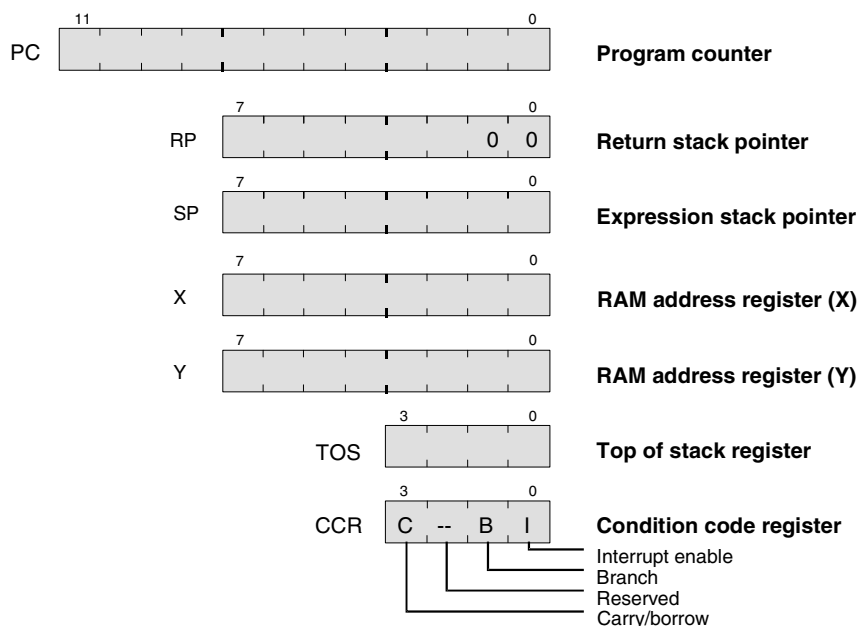 11 0
PC Program counter
7 0
RP 0 0 Return stack pointer
7 0
SP Expression stack pointer
7 0
X RAM address register (X)
7 0
Y RAM address register (Y)
3 0
TOS Top of stack register
3 0
CCR C -- B I Condition code register
Interrupt enable
Branch
Reserved
Carry/borrow